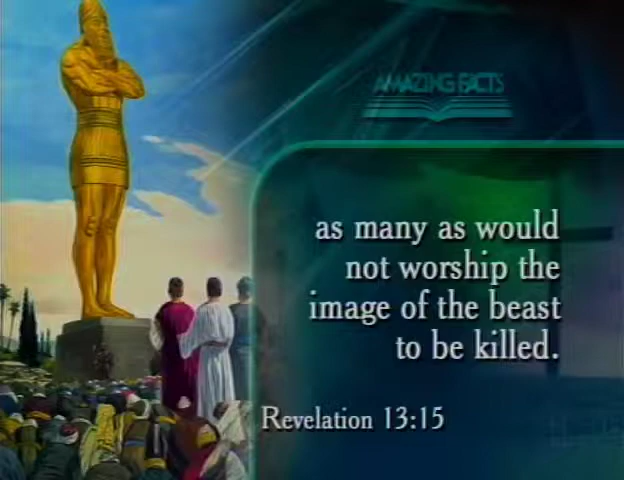 AMAZING FACTS
as many as would
not worship the
image of the beast
to be killed.
Revelation 13:15